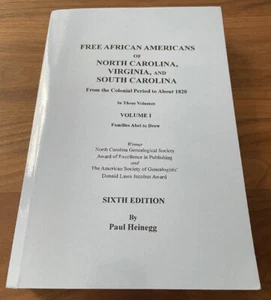 FREE AFRICAN AMERICANS
OF
NORTH CAROLINA,
VIRGINIA, AND
SOUTH CAROLINA
From the Colonial Period to About 1820
In Three Volumes
VOLUME I
Families Abel to Drew
Winner
North Carolina Genealogical Society
Award of Excellence in Publishing
and
The American Society of Genealogists'
Donald Lines Jacobus Award
SIXTH EDITION
By
Paul Heinegg